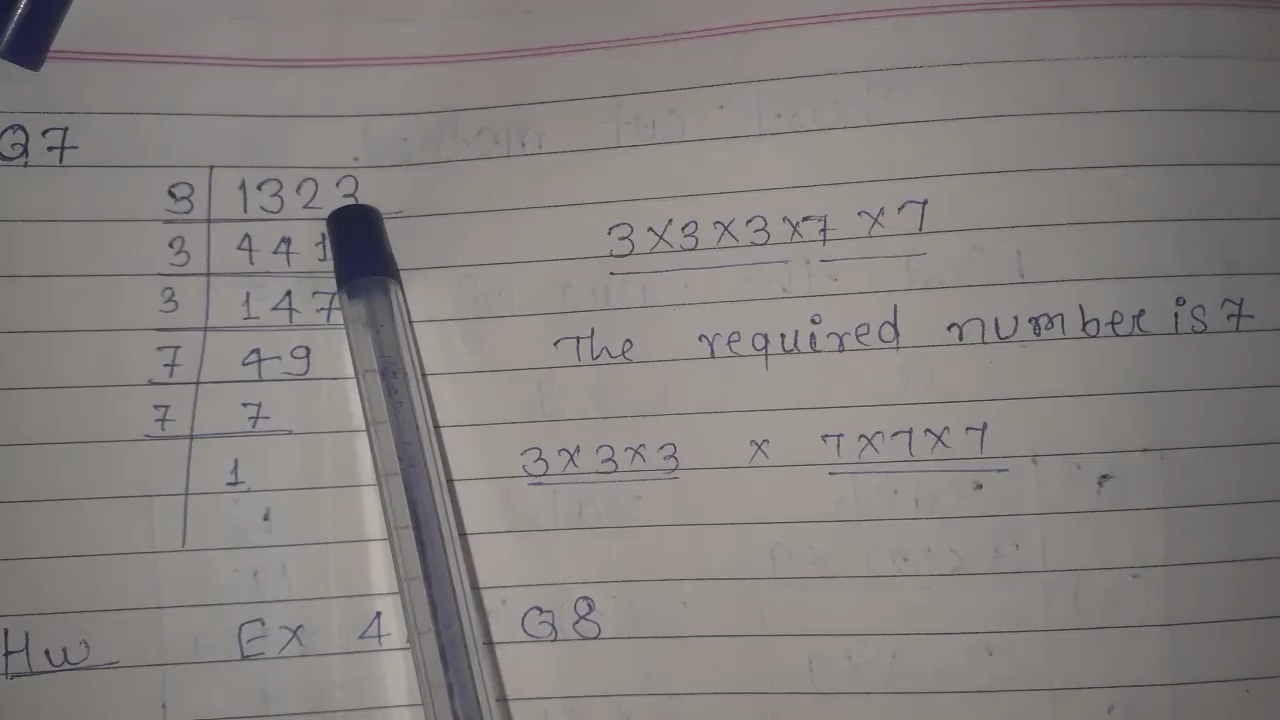 Q7
3 | 1323
3 | 441
3 | 147
7 | 49
7 | 7
1
3×3×3×7×7
The required number is 7
3×3×3 × 7×7×7
Hw Ex 4 Q8